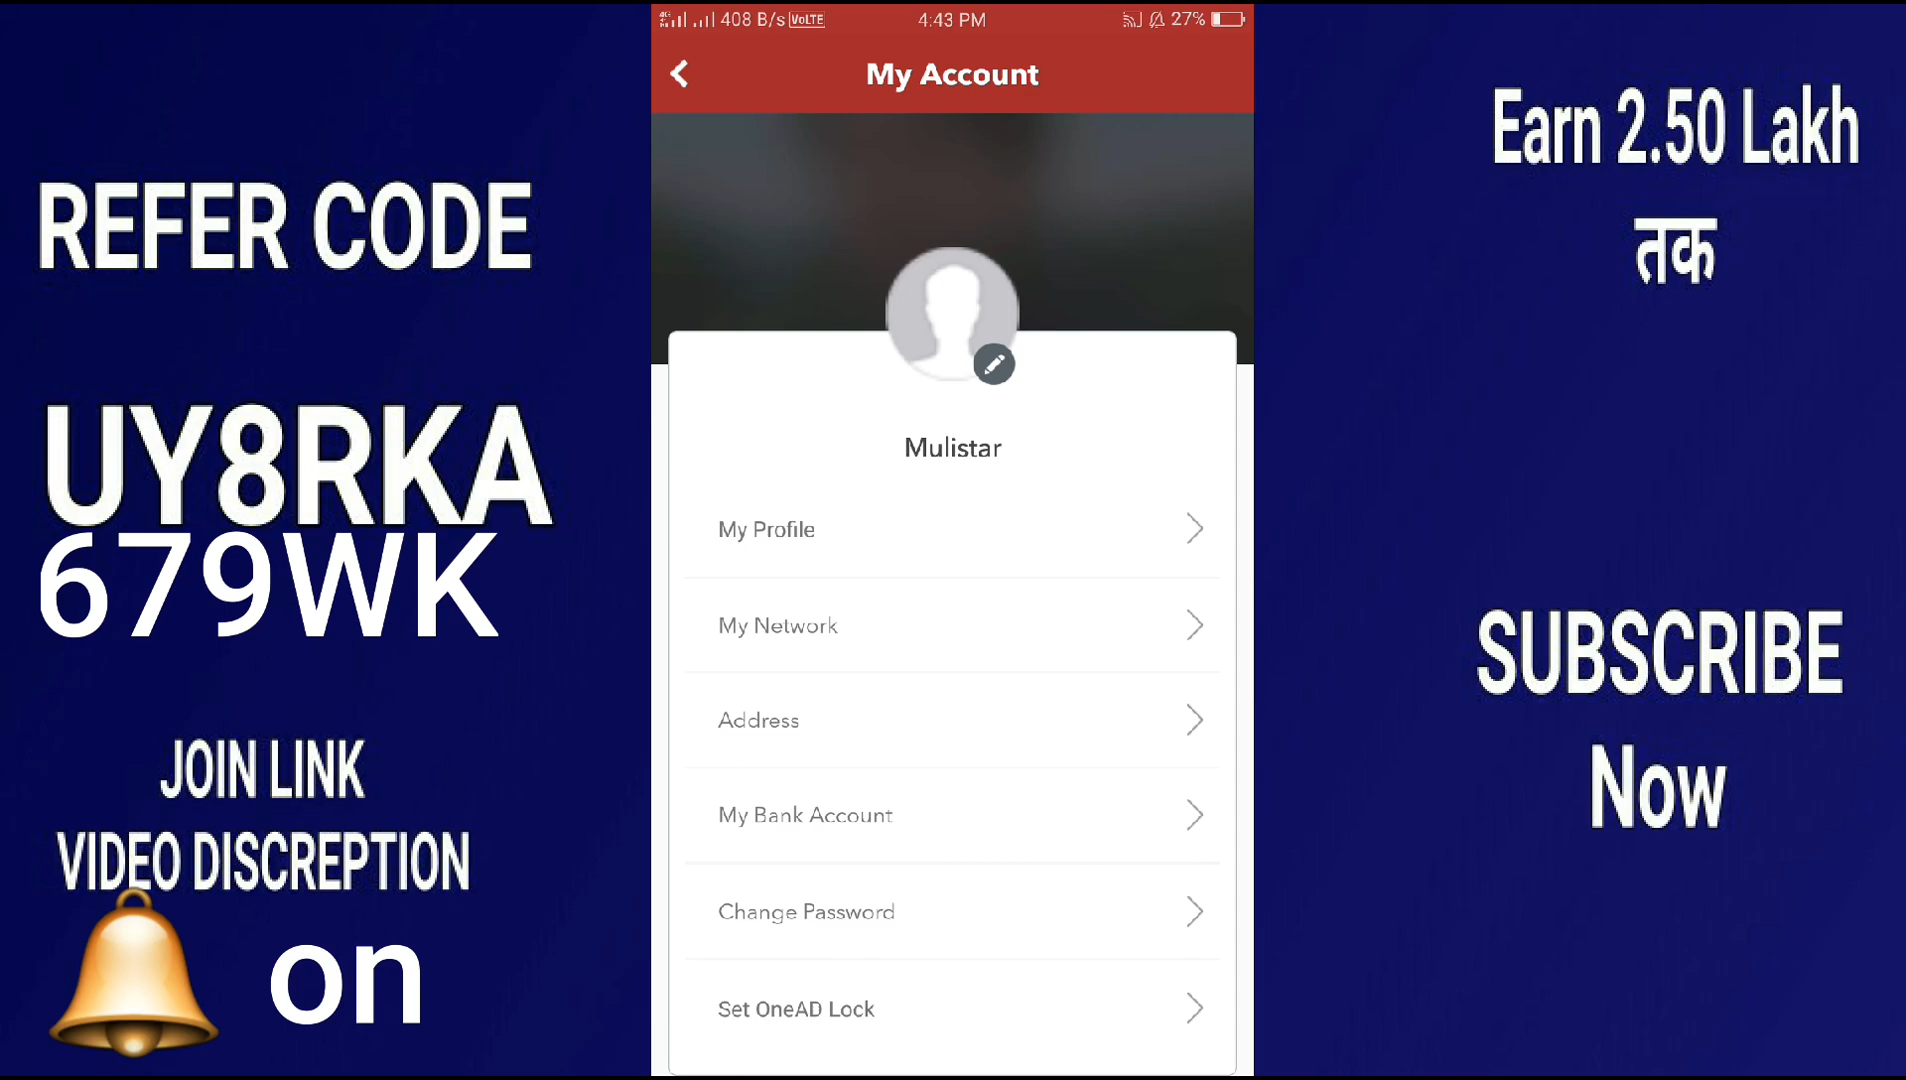 REFER CODE
UY8RKA
679WK
JOIN LINK
VIDEO DISCREPTION
on
408 B/s VoLTE 4:43 PM 27%
My Account
Mulistar
My Profile
My Network
Address
My Bank Account
Change Password
Set OneAD Lock
Earn 2.50 Lakh
तक
SUBSCRIBE
Now